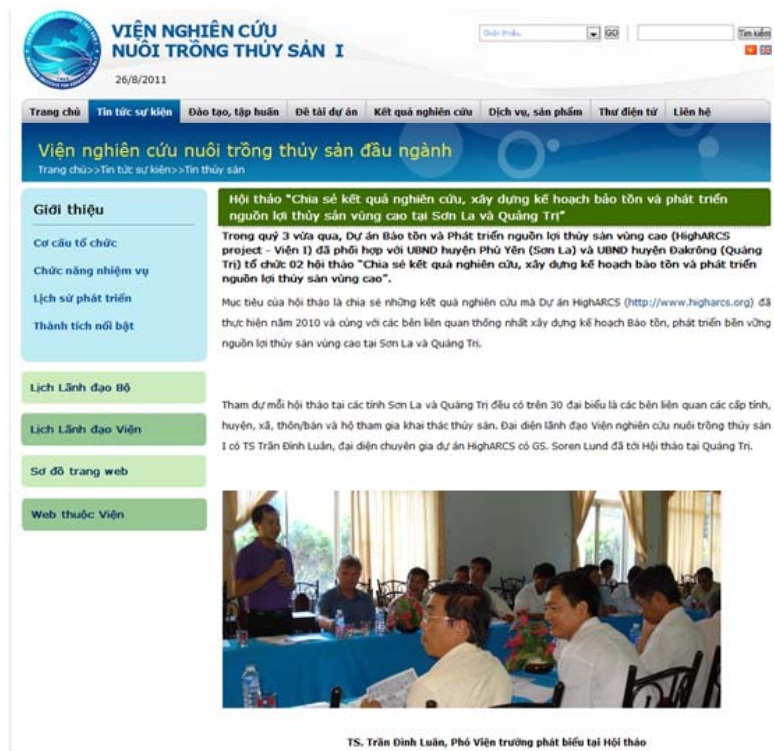 VIỆN NGHIÊN CỨU
NUÔI TRỒNG THỦY SẢN I
26/8/2011
Giới thiệu
GO
Tìm kiếm
Trang chủ Tin tức sự kiện Đào tạo, tập huấn Đề tài dự án Kết quả nghiên cứu Dịch vụ, sản phẩm Thư điện tử Liên hệ
Viện nghiên cứu nuôi trồng thủy sản đầu ngành
Trang chủ>>Tin tức sự kiện>>Tin thủy sản
Giới thiệu
Cơ cấu tổ chức
Chức năng nhiệm vụ
Lịch sử phát triển
Thành tích nổi bật
Lịch Lãnh đạo Bộ
Lịch Lãnh đạo Viện
Sơ đồ trang web
Web thuộc Viện
Hội thảo "Chia sẻ kết quả nghiên cứu, xây dựng kế hoạch bảo tồn và phát triển
nguồn lợi thủy sản vùng cao tại Sơn La và Quảng Trị"
Trong quý 3 vừa qua, Dự án Bảo tồn và Phát triển nguồn lợi thủy sản vùng cao (HighARCS
project - Viện I) đã phối hợp với UBND huyện Phù Yên (Sơn La) và UBND huyện Đakrông (Quảng
Trị) tổ chức 02 hội thảo "Chia sẻ kết quả nghiên cứu, xây dựng kế hoạch bảo tồn và phát triển
nguồn lợi thủy sản vùng cao".
Mục tiêu của hội thảo là chia sẻ những kết quả nghiên cứu mà Dự án HighARCS (http://www.higharcs.org) đã
thực hiện năm 2010 và cùng với các bên liên quan thống nhất xây dựng kế hoạch Bảo tồn, phát triển bền vững
nguồn lợi thủy sản vùng cao tại Sơn La và Quảng Trị.
Tham dự mỗi hội thảo tại các tỉnh Sơn La và Quảng Trị đều có trên 30 đại biểu là các bên liên quan các cấp tỉnh,
huyện, xã, thôn/bản và hộ tham gia khai thác thủy sản. Đại diện lãnh đạo Viện nghiên cứu nuôi trồng thủy sản
I có TS Trần Đình Luân, đại diện chuyên gia dự án HighARCS có GS. Soren Lund đã tới Hội thảo tại Quảng Trị.
TS. Trần Đình Luân, Phó Viện trưởng phát biểu tại Hội thảo